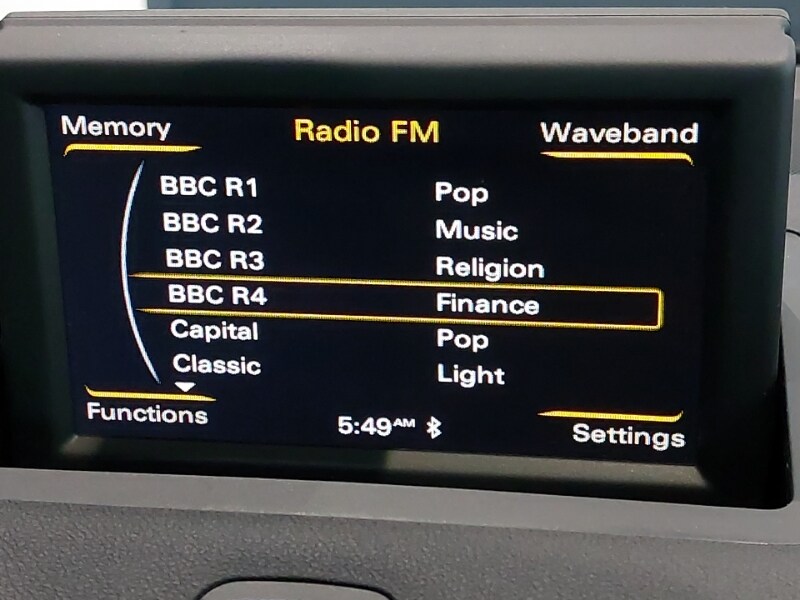 Memory Radio FM Waveband
BBC R1 Pop
BBC R2 Music
BBC R3 Religion
BBC R4 Finance
Capital Pop
Classic Light
Functions 5:49AM Settings